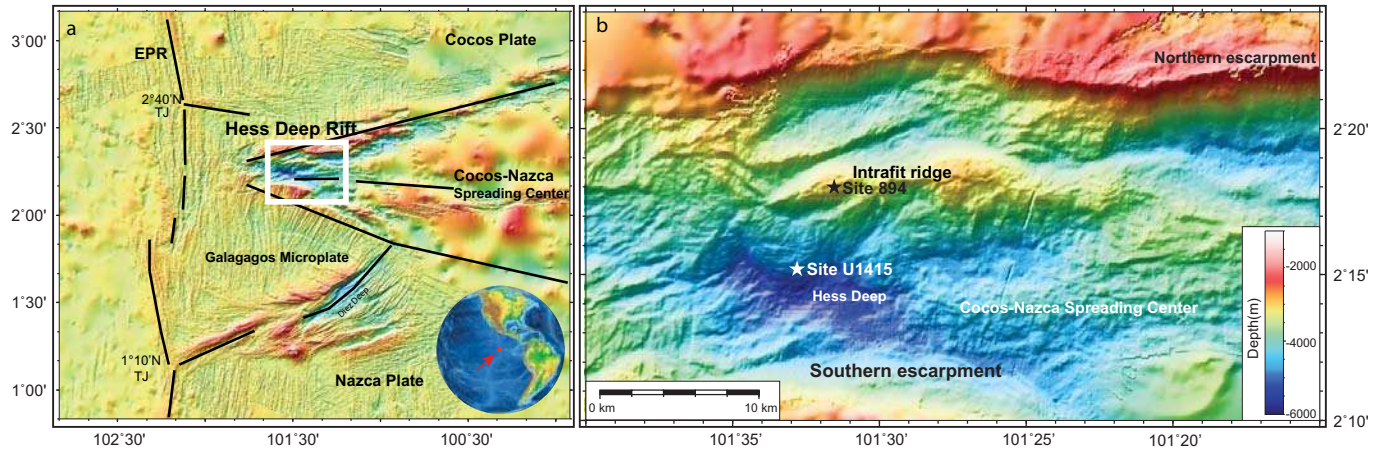 a
3°00'
Cocos Plate
EPR
2°40'N
TJ
2°30'
Hess Deep Rift
Cocos-Nazca
Spreading Center
2°00'
Galagagos Microplate
1°30'
Diez Deep
1°10'N
TJ
Nazca Plate
1°00'
102°30'
101°30'
100°30'
b
Northern escarpment
2°20'
Intrafit ridge
Site 894
Site U1415
Hess Deep
Cocos-Nazca Spreading Center
2°15'
Southern escarpment
Depth(m)
-2000
-4000
-6000
0 km
10 km
2°10'
101°35'
101°30'
101°25'
101°20'